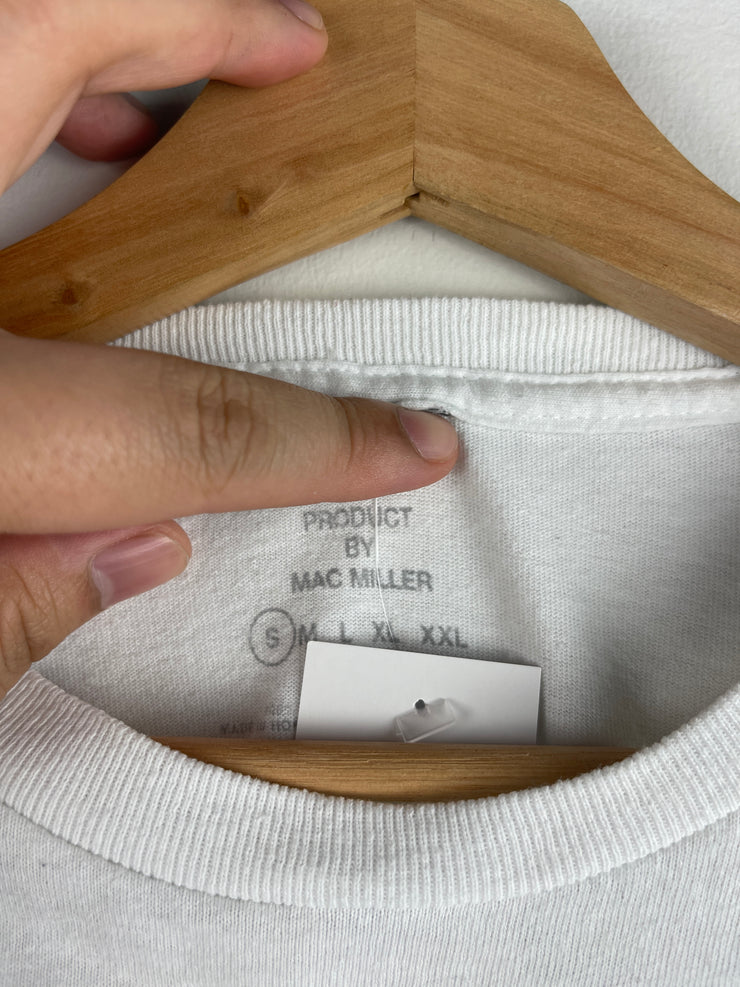 PRODUCT
BY
MAC MILLER
S M L XL XXL